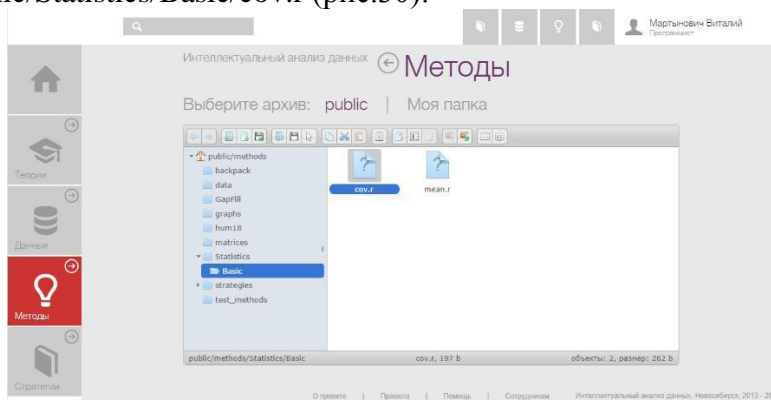 ic/Statistics/Basic/cov.r (рис.30).
Мартынович Виталий
Программист
Интеллектуальный анализ данных
Методы
Выберите архив: public | Моя папка
Теории
Данные
Методы
Стратегии
public/methods
backpack
data
GapFill
graphs
hum18
matrices
Statistics
Basic
strategies
test_methods
cov.r
mean.r
public/methods/Statistics/Basic
cov.r, 197 b
объекты: 2, размер: 262 b
О проекте | Правила | Помощь | Сотрудникам
Интеллектуальный анализ данных, Новосибирск, 2013 - 20